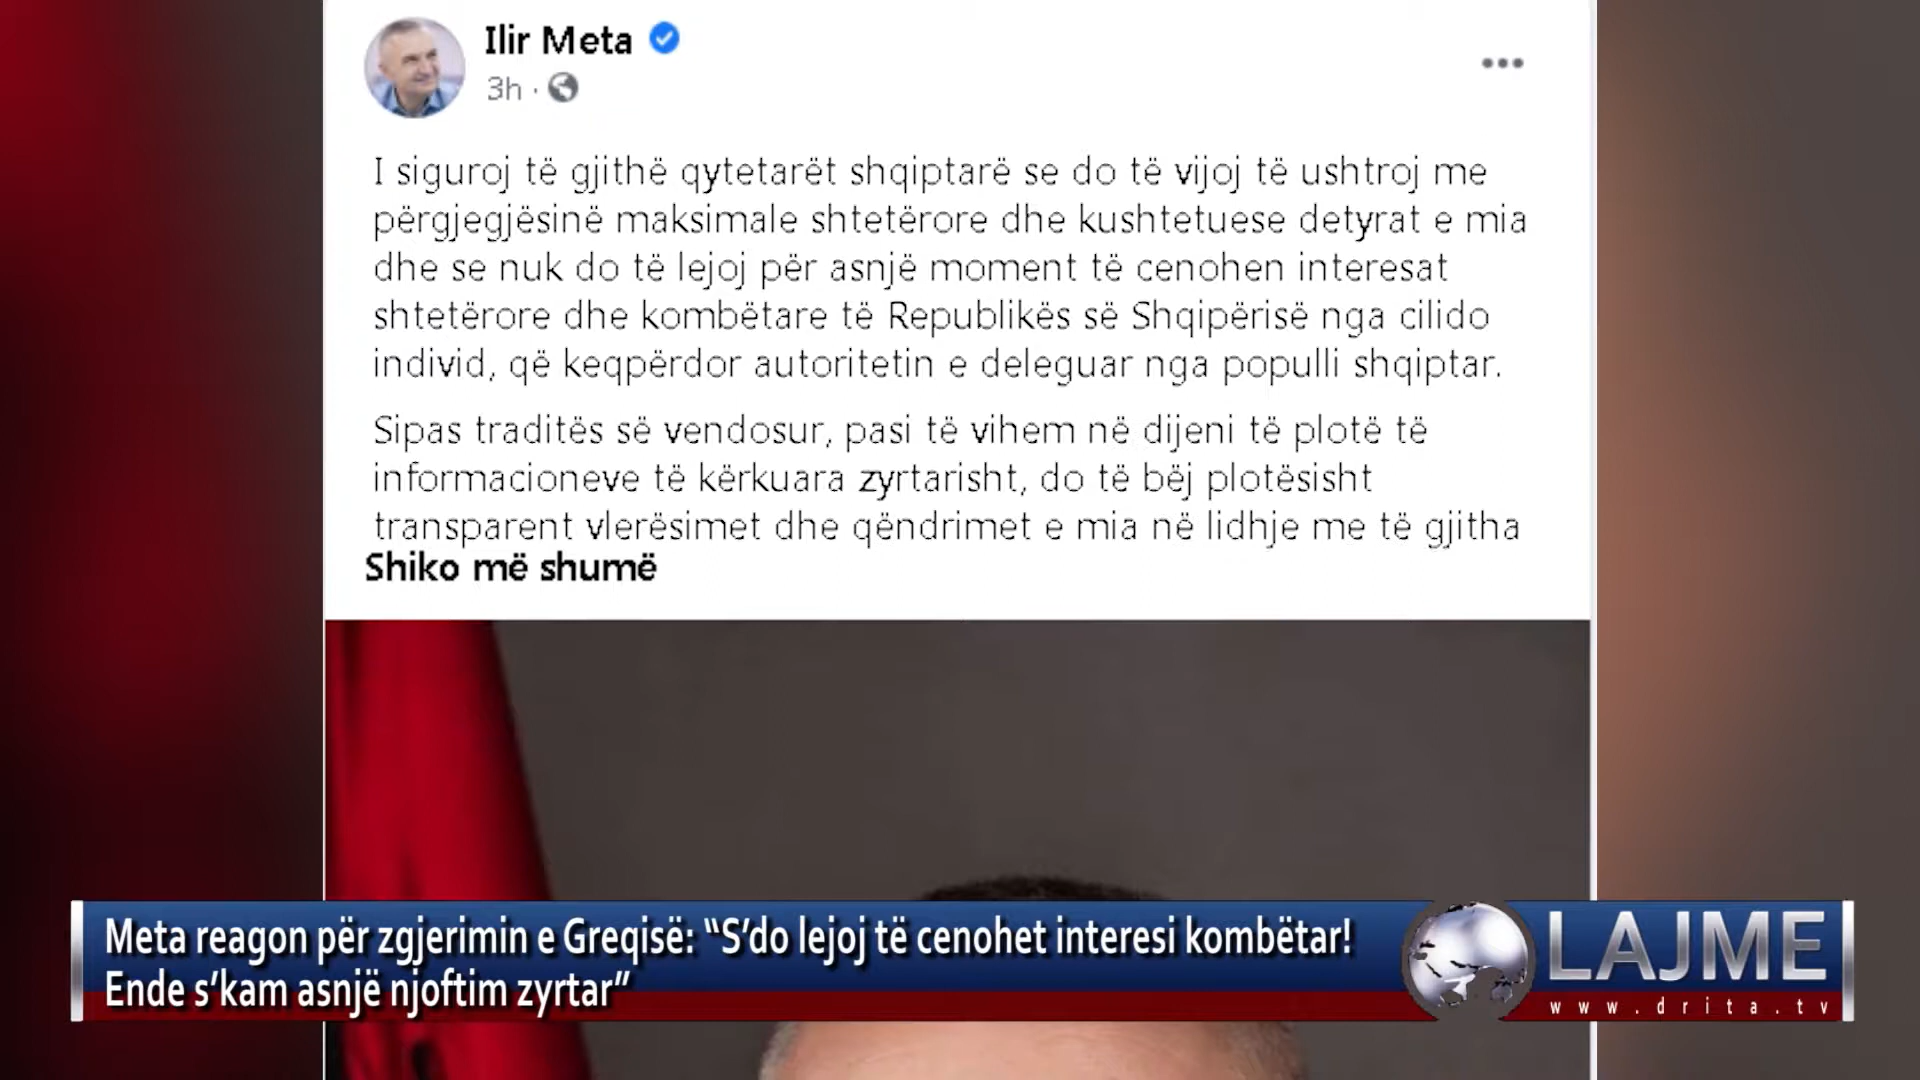 Ilir Meta
3h ·
I siguroj të gjithë qytetarët shqiptarë se do të vijoj të ushtroj me
përgjegjësinë maksimale shtetërore dhe kushtetuese detyrat e mia
dhe se nuk do të lejoj për asnjë moment të cenohen interesat
shtetërore dhe kombëtare të Republikës së Shqipërisë nga cilido
individ, që keqpërdor autoritetin e deleguar nga populli shqiptar.
Sipas traditës së vendosur, pasi të vihem në dijeni të plotë të
informacioneve të kërkuara zyrtarisht, do të bëj plotësisht
transparent vlerësimet dhe qëndrimet e mia në lidhje me të gjitha
Shiko më shumë
Meta reagon për zgjerimin e Greqisë: “S’do lejoj të cenohet interesi kombëtar!
Ende s’kam asnjë njoftim zyrtar”
LAJME
www.drita.tv